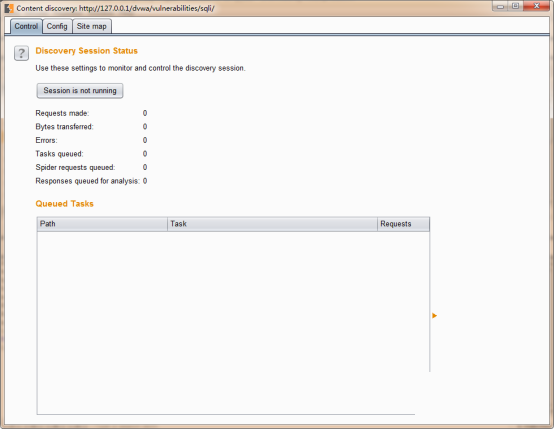 Content discovery: http://127.0.0.1/dvwa/vulnerabilities/sqli/
Control Config Site map
? Discovery Session Status
Use these settings to monitor and control the discovery session.
Session is not running
Requests made: 0
Bytes transferred: 0
Errors: 0
Tasks queued: 0
Spider requests queued: 0
Responses queued for analysis: 0
Queued Tasks
Path Task Requests